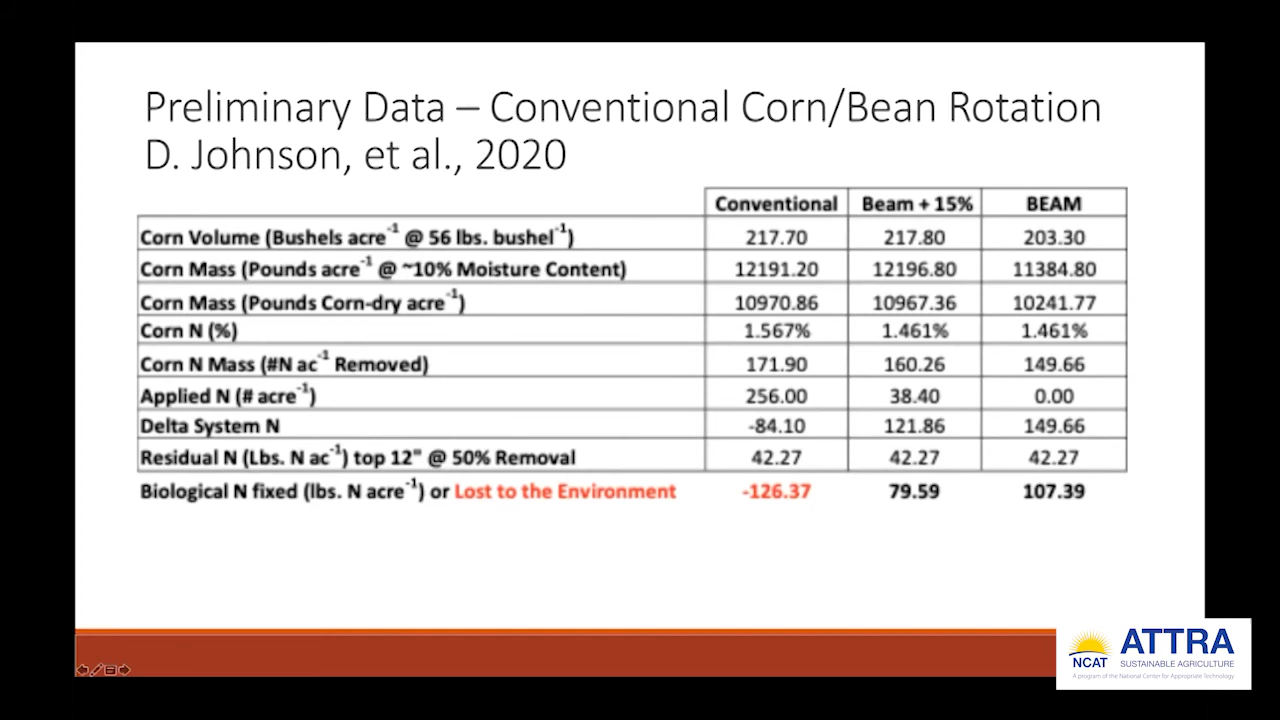 Preliminary Data – Conventional Corn/Bean Rotation
D. Johnson, et al., 2020
Conventional Beam + 15% BEAM
Corn Volume (Bushels acre⁻¹ @ 56 lbs. bushel⁻¹) 217.70 217.80 203.30
Corn Mass (Pounds acre⁻¹ @ ~10% Moisture Content) 12191.20 12196.80 11384.80
Corn Mass (Pounds Corn-dry acre⁻¹) 10970.86 10967.36 10241.77
Corn N (%) 1.567% 1.461% 1.461%
Corn N Mass (#N ac⁻¹ Removed) 171.90 160.26 149.66
Applied N (# acre⁻¹) 256.00 38.40 0.00
Delta System N -84.10 121.86 149.66
Residual N (Lbs. N ac⁻¹) top 12" @ 50% Removal 42.27 42.27 42.27
Biological N fixed (lbs. N acre⁻¹) or Lost to the Environment -126.37 79.59 107.39
NCAT
ATTRA
SUSTAINABLE AGRICULTURE
A program of the National Center for Appropriate Technology